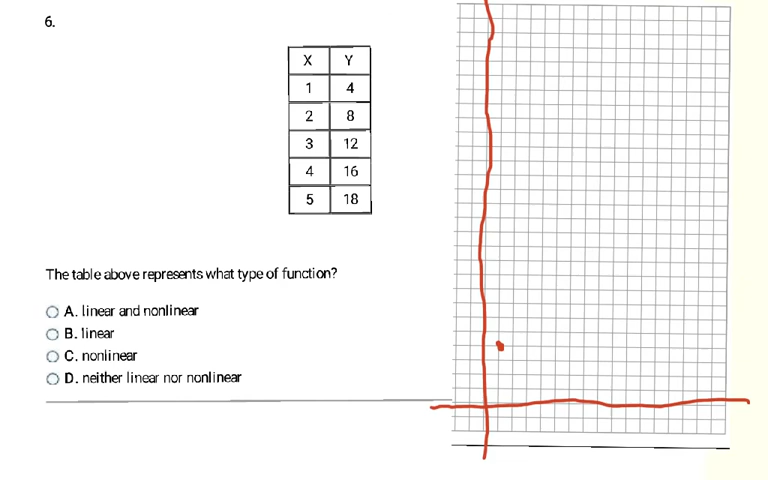 6.
X Y
1 4
2 8
3 12
4 16
5 18
The table above represents what type of function?
A. linear and nonlinear
B. linear
C. nonlinear
D. neither linear nor nonlinear